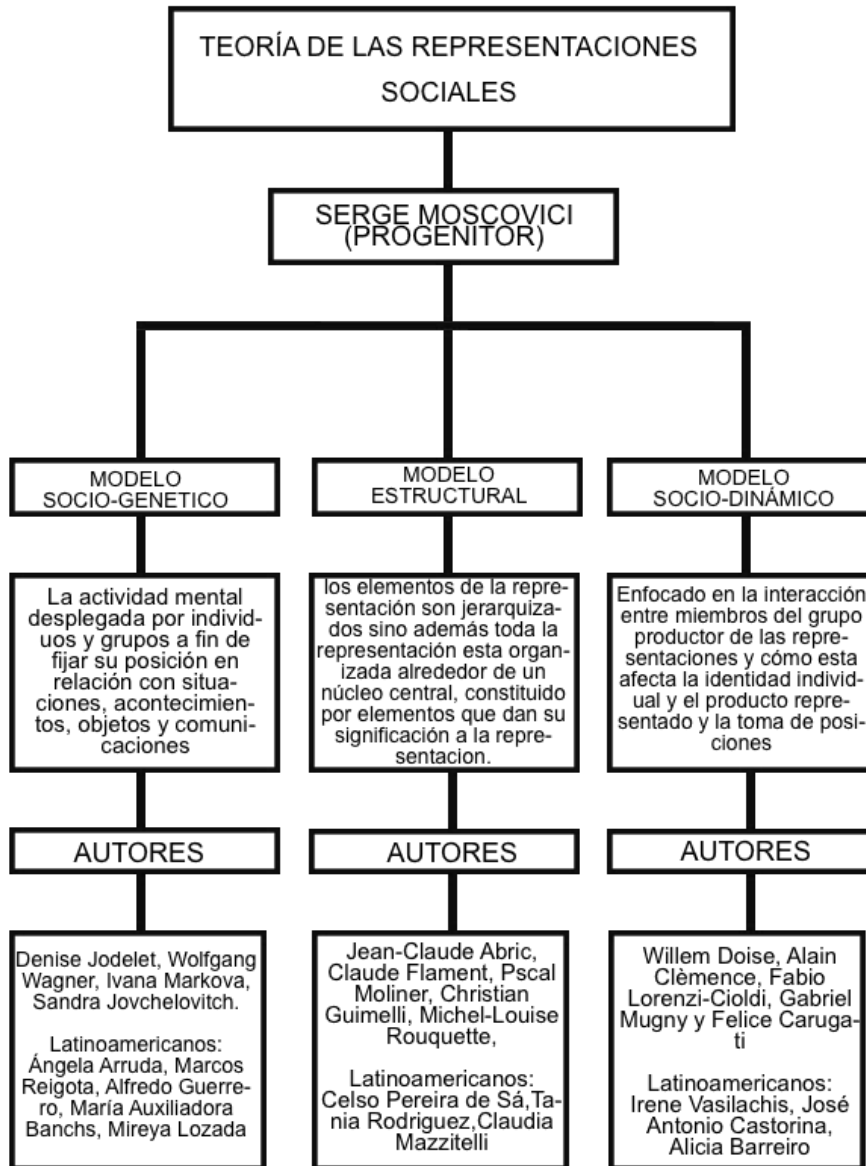 TEORÍA DE LAS REPRESENTACIONES
SOCIALES
SERGE MOSCOVICI
(PROGENITOR)
MODELO
SOCIO-GENETICO
La actividad mental
desplegada por individ-
uos y grupos a fin de
fijar su posición en
relación con situa-
ciones, acontecimien-
tos, objetos y comuni-
caciones
AUTORES
Denise Jodelet, Wolfgang
Wagner, Ivana Markova,
Sandra Jovchelovitch.
Latinoamericanos:
Ángela Arruda, Marcos
Reigota, Alfredo Guerre-
ro, María Auxiliadora
Banchs, Mireya Lozada
MODELO
ESTRUCTURAL
los elementos de la repre-
sentación son jerarquiza-
dos sino además toda la
representación esta organ-
izada alrededor de un
núcleo central, constituido
por elementos que dan su
significación a la repre-
sentacion.
AUTORES
Jean-Claude Abric,
Claude Flament, Pscal
Moliner, Christian
Guimelli, Michel-Louise
Rouquette,
Latinoamericanos:
Celso Pereira de Sá,Ta-
nia Rodriguez,Claudia
Mazzitelli
MODELO
SOCIO-DINÁMICO
Enfocado en la interacción
entre miembros del grupo
productor de las repre-
sentaciones y cómo esta
afecta la identidad individ-
ual y el producto repre-
sentado y la toma de posi-
ciones
AUTORES
Willem Doise, Alain
Clèmence, Fabio
Lorenzi-Cioldi, Gabriel
Mugny y Felice Caruga-
ti
Latinoamericanos:
Irene Vasilachis, José
Antonio Castorina,
Alicia Barreiro